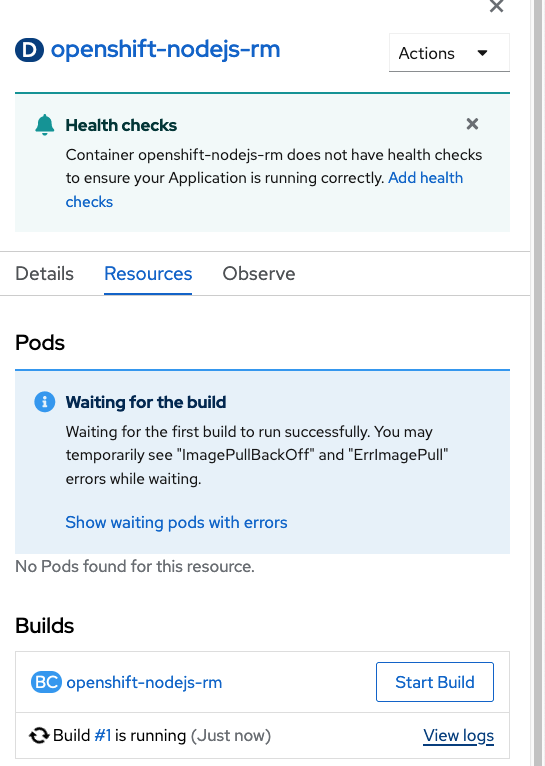 D openshift-nodejs-rm
Actions
Health checks
Container openshift-nodejs-rm does not have health checks
to ensure your Application is running correctly. Add health
checks
Details Resources Observe
Pods
Waiting for the build
Waiting for the first build to run successfully. You may
temporarily see "ImagePullBackOff" and "ErrImagePull"
errors while waiting.
Show waiting pods with errors
No Pods found for this resource.
Builds
BC openshift-nodejs-rm Start Build
Build #1 is running (Just now) View logs